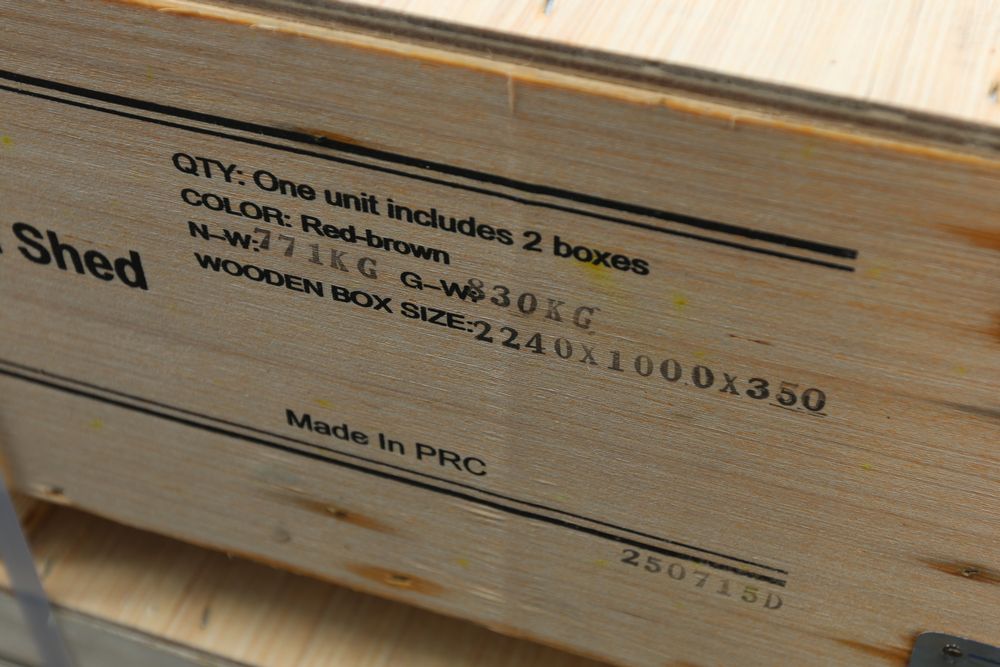 Shed
QTY: One unit includes 2 boxes
COLOR: Red-brown
N-W:771KG G-W:830KG
WOODEN BOX SIZE:2240X1000X350
Made In PRC
250715D